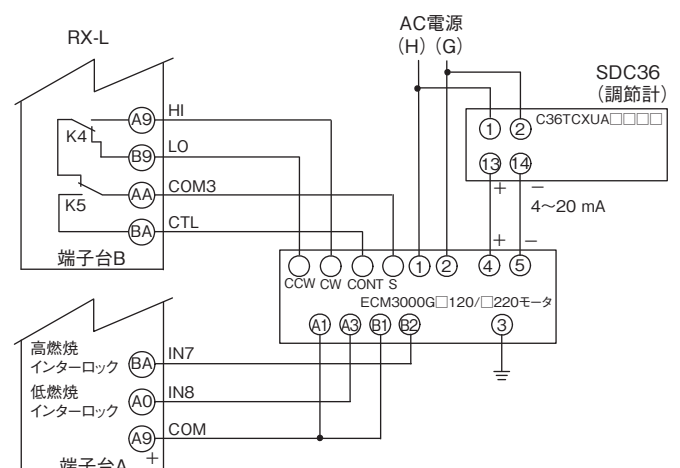 AC電源
(H) (G)
RX-L
SDC36
(調節計)
C36TCXUA□□□□
1 2
13 14
+ −
4〜20 mA
+ −
K4
K5
A9 HI
B9 LO
AA COM3
BA CTL
端子台B
1 2 4 5
CCW CW CONT S
ECM3000G□120/□220モータ
A1 A3 B1 B2 3
高燃焼
インターロック BA IN7
低燃焼
インターロック A0 IN8
A9 COM
+
端子台A